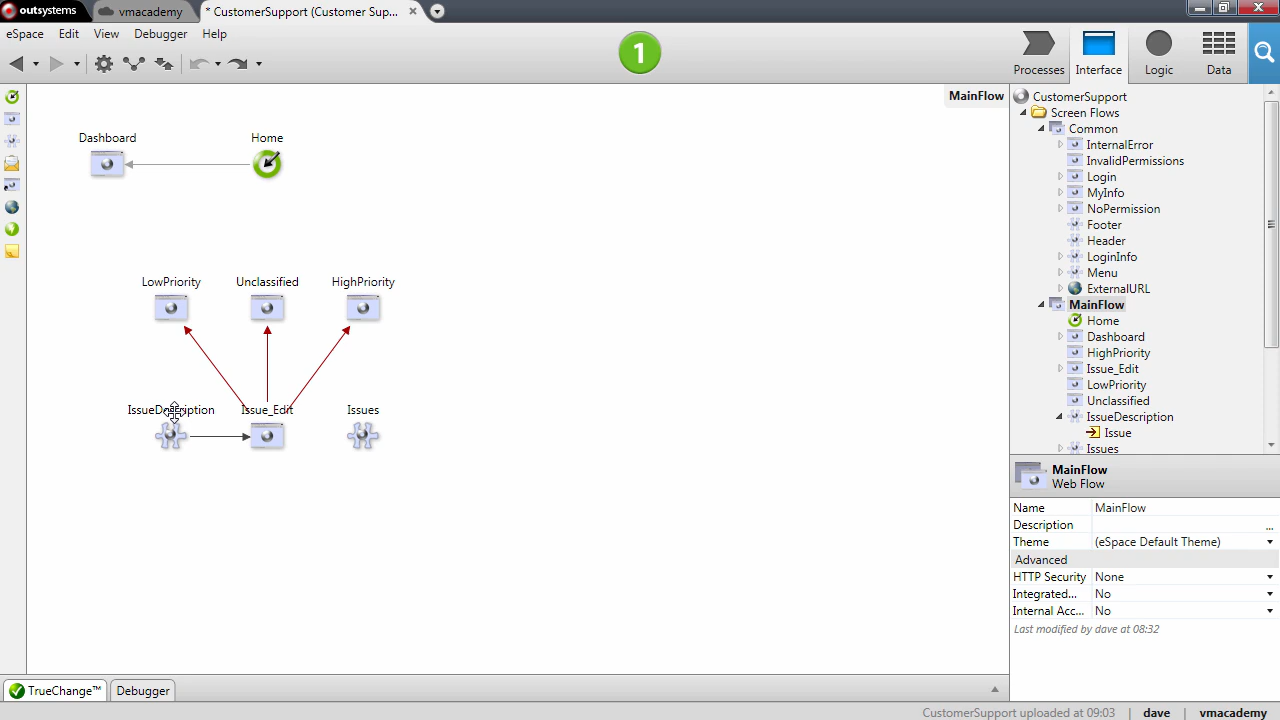 outsystems
vmacademy
* CustomerSupport (Customer Sup...
eSpace
Edit
View
Debugger
Help
1
Processes
Interface
Logic
Data
MainFlow
Dashboard
Home
LowPriority
Unclassified
HighPriority
IssueDescription
Issue_Edit
Issues
CustomerSupport
Screen Flows
Common
InternalError
InvalidPermissions
Login
MyInfo
NoPermission
Footer
Header
LoginInfo
Menu
ExternalURL
MainFlow
Home
Dashboard
HighPriority
Issue_Edit
LowPriority
Unclassified
IssueDescription
Issue
Issues
MainFlow
Web Flow
Name MainFlow
Description ...
Theme (eSpace Default Theme)
Advanced
HTTP Security None
Integrated... No
Internal Acc... No
Last modified by dave at 08:32
TrueChange™
Debugger
CustomerSupport uploaded at 09:03 | dave | vmacademy